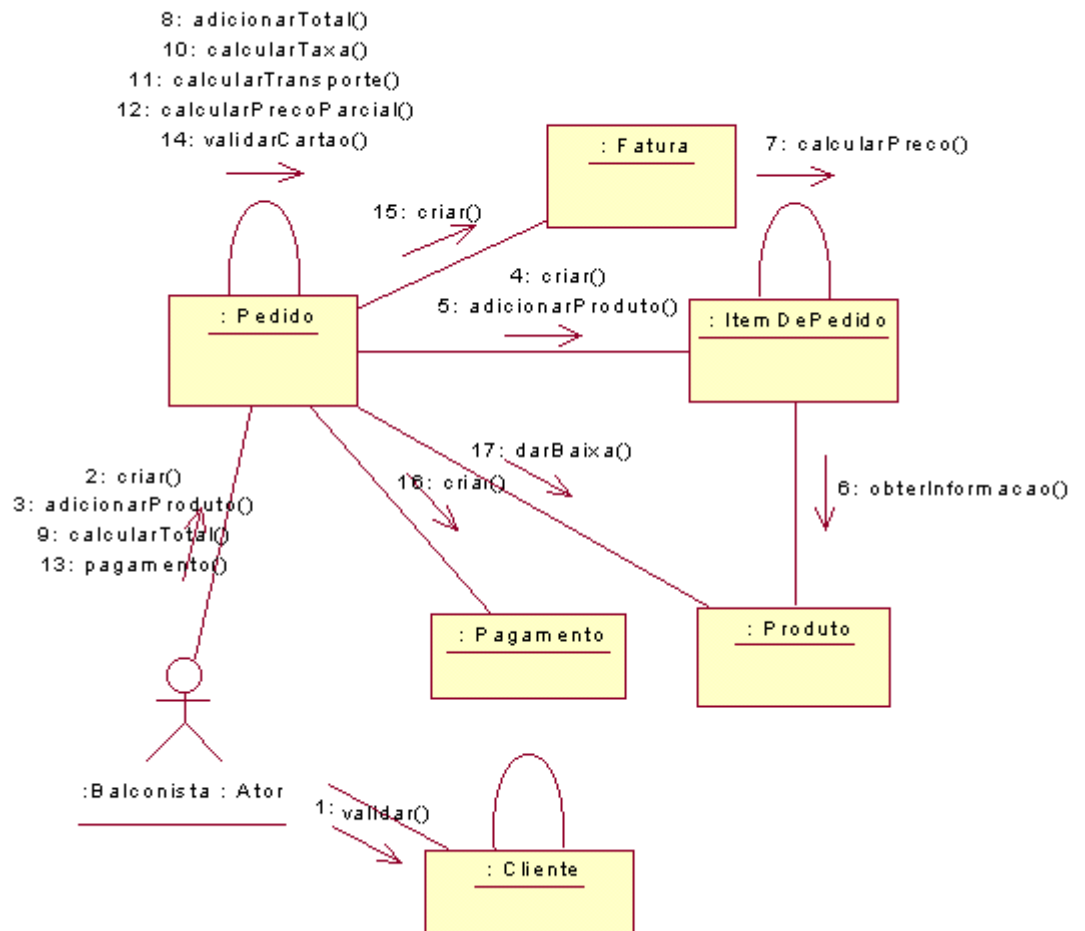 8: adicionarTotal()
10: calcularTaxa()
11: calcularTransporte()
12: calcularPrecoParcial()
14: validarCartao()
: Fatura
7: calcularPreco()
15: criar()
4: criar()
5: adicionarProduto()
: Pedido
: ItemDePedido
17: darBaixa()
16: criar()
6: obterInformacao()
2: criar()
3: adicionarProduto()
9: calcularTotal()
13: pagamento()
: Pagamento
: Produto
:Balconista : Ator
1: validar()
: Cliente